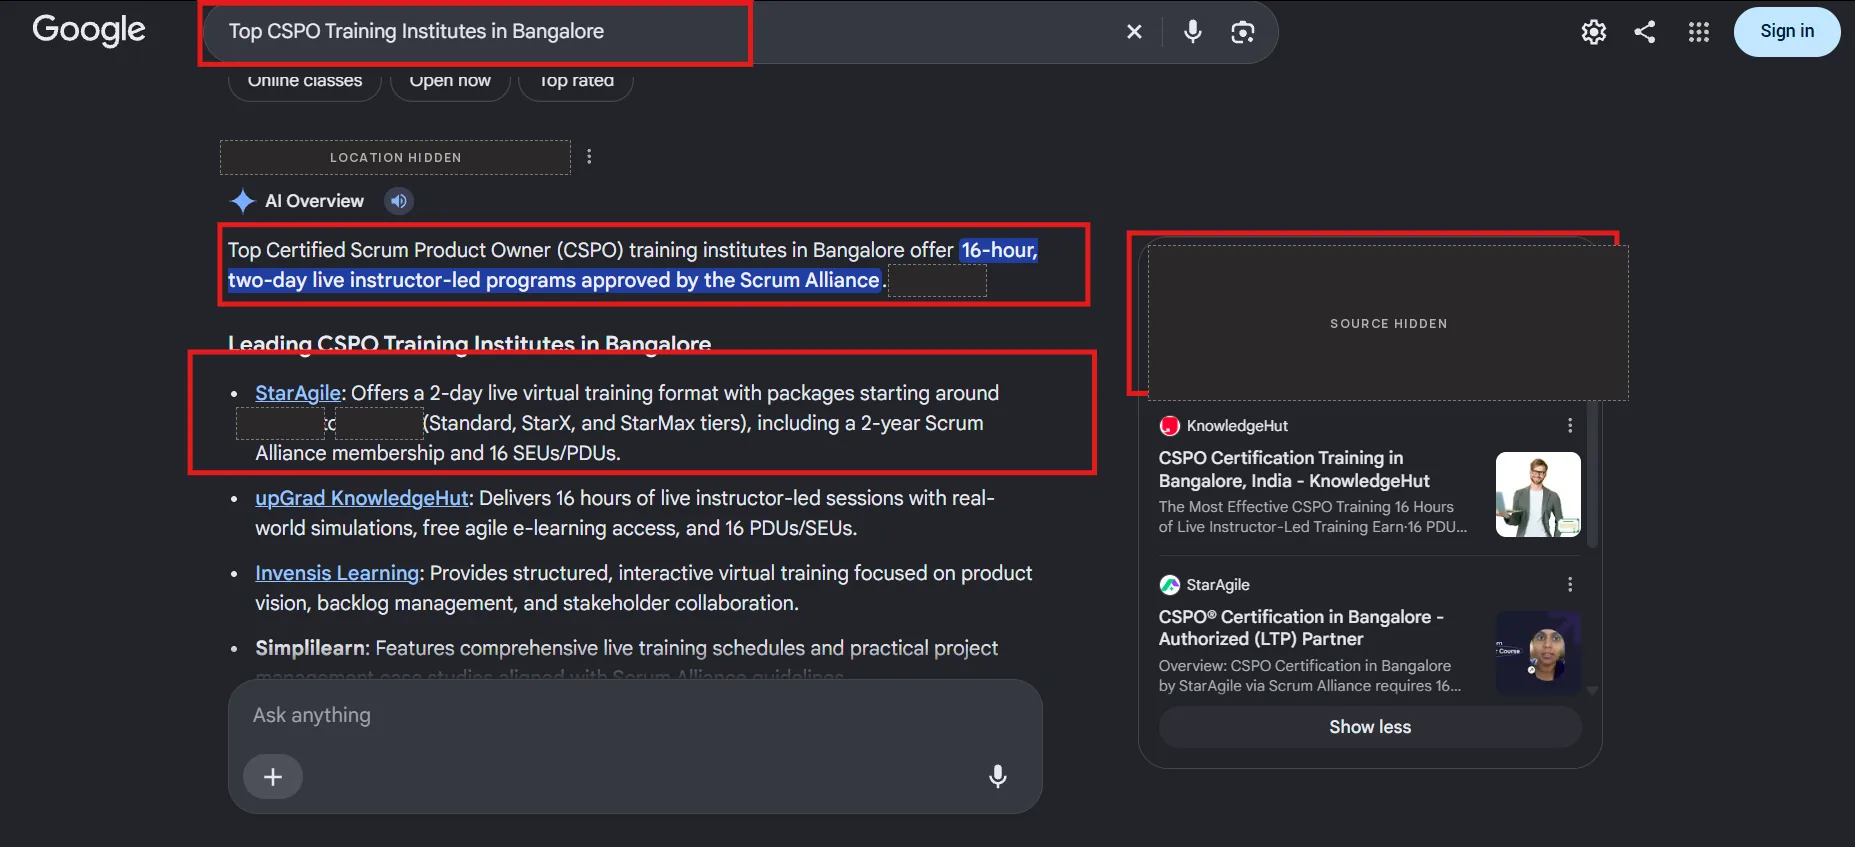 Google
Top CSPO Training Institutes in Bangalore
Sign in
Online classes
Open now
Top rated
LOCATION HIDDEN
AI Overview
Top Certified Scrum Product Owner (CSPO) training institutes in Bangalore offer 16-hour,
two-day live instructor-led programs approved by the Scrum Alliance.
Leading CSPO Training Institutes in Bangalore
• StarAgile: Offers a 2-day live virtual training format with packages starting around
(Standard, StarX, and StarMax tiers), including a 2-year Scrum
Alliance membership and 16 SEUs/PDUs.
• upGrad KnowledgeHut: Delivers 16 hours of live instructor-led sessions with real-
world simulations, free agile e-learning access, and 16 PDUs/SEUs.
• Invensis Learning: Provides structured, interactive virtual training focused on product
vision, backlog management, and stakeholder collaboration.
• Simplilearn: Features comprehensive live training schedules and practical project
management case studies aligned with Scrum Alliance guidelines.
Ask anything
SOURCE HIDDEN
KnowledgeHut
CSPO Certification Training in
Bangalore, India - KnowledgeHut
The Most Effective CSPO Training 16 Hours
of Live Instructor-Led Training Earn·16 PDU...
StarAgile
CSPO® Certification in Bangalore -
Authorized (LTP) Partner
Overview: CSPO Certification in Bangalore
by StarAgile via Scrum Alliance requires 16...
Course
Show less